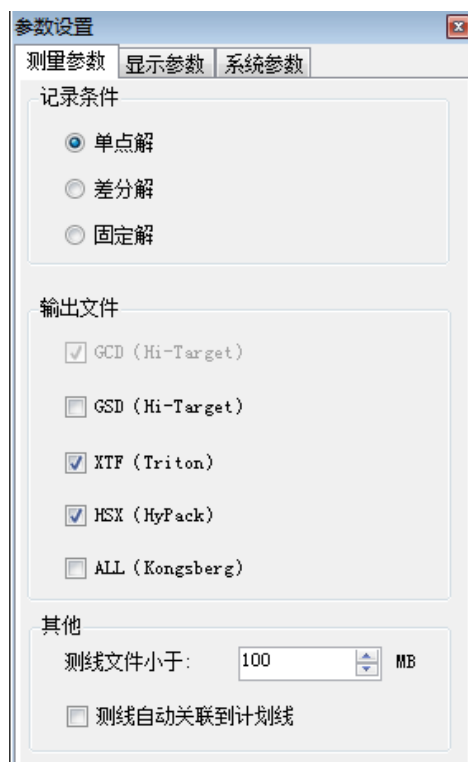 参数设置
测量参数 显示参数 系统参数
记录条件
单点解
差分解
固定解
输出文件
GCD (Hi-Target)
GSD (Hi-Target)
XTF (Triton)
HSX (HyPack)
ALL (Kongsberg)
其他
测线文件小于: 100 MB
测线自动关联到计划线